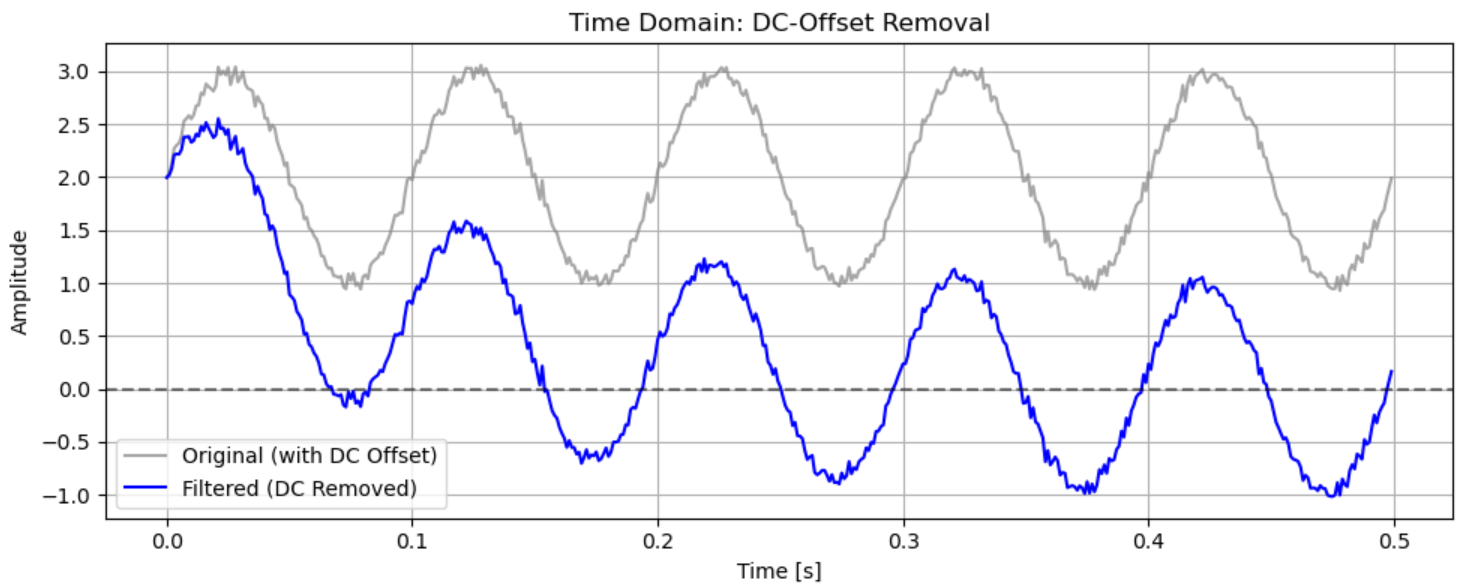 Time Domain: DC-Offset Removal
Amplitude
3.0
2.5
2.0
1.5
1.0
0.5
0.0
−0.5
−1.0
Original (with DC Offset)
Filtered (DC Removed)
0.0 0.1 0.2 0.3 0.4 0.5
Time [s]